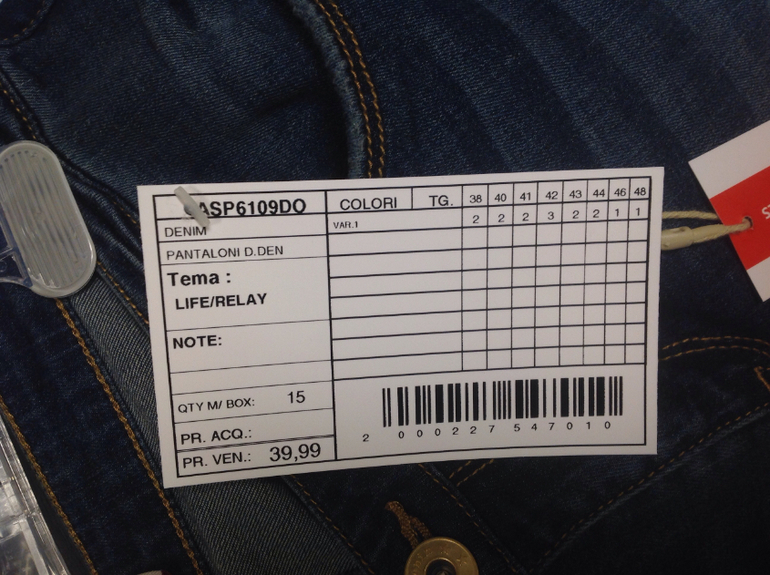 DENIM
PANTALONI D.DEN
Tema :
LIFE/RELAY
NOTE:
QTY M/ BOX: 15
PR. ACQ.:
PR. VEN.: 39,99
COLORI TG. 38 40 41 42 43 44 46 48
VAR.1 2 2 2 3 2 2 1 1
2 000227 547010